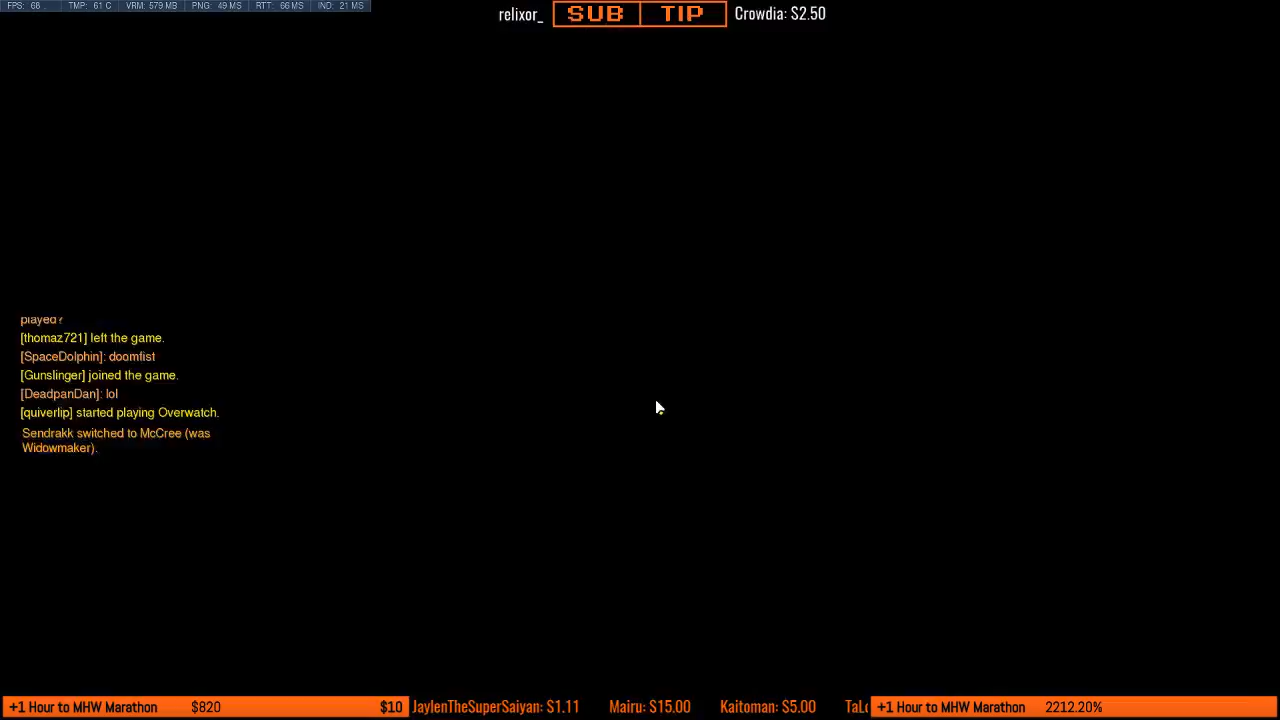 FPS: 68 TMP: 61 C VRM: 579 MB PNG: 49 MS RTT: 66 MS IND: 21 MS
relixor_ SUB TIP Crowdia: $2.50
played?
[thomaz721] left the game.
[SpaceDolphin]: doomfist
[Gunslinger] joined the game.
[DeadpanDan]: lol
[quiverlip] started playing Overwatch.
Sendrakk switched to McCree (was
Widowmaker).
+1 Hour to MHW Marathon $820 $10 JaylenTheSuperSaiyan: $1.11 Mairu: $15.00 Kaitoman: $5.00 +1 Hour to MHW Marathon 2212.20%